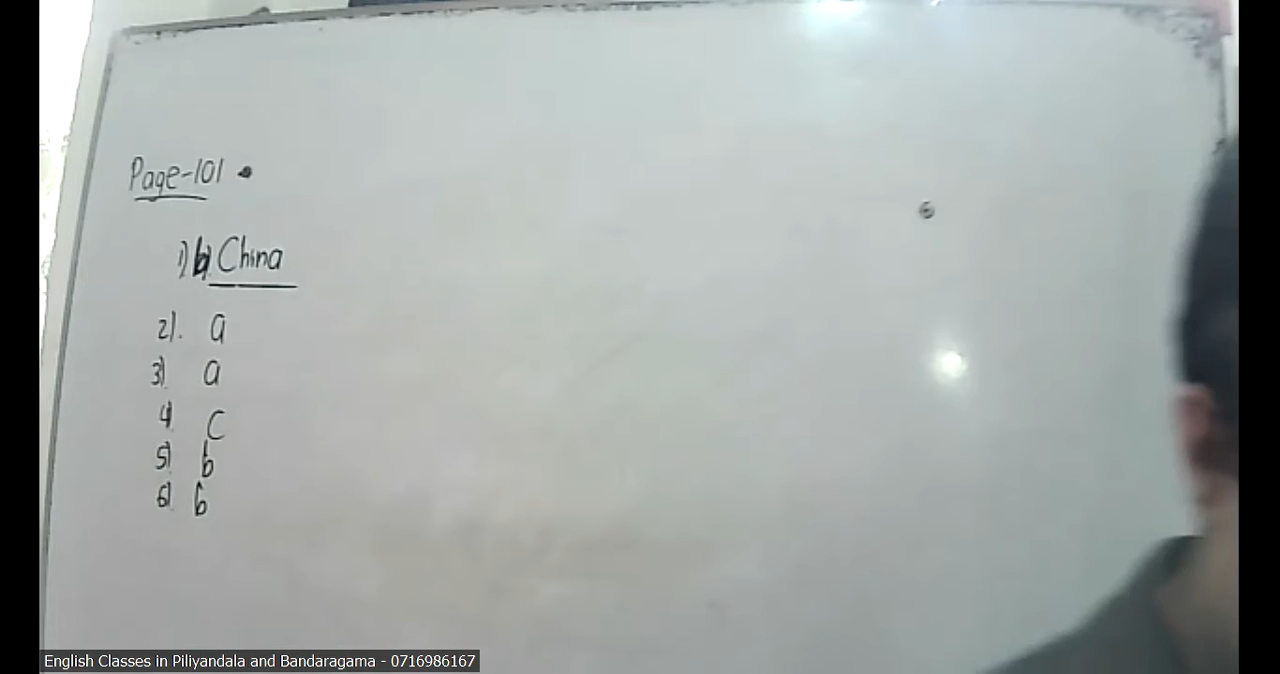 Page-101
1) b). China
2). a
3) a
4) c
5) b
6) b
English Classes in Piliyandala and Bandaragama - 0716986167